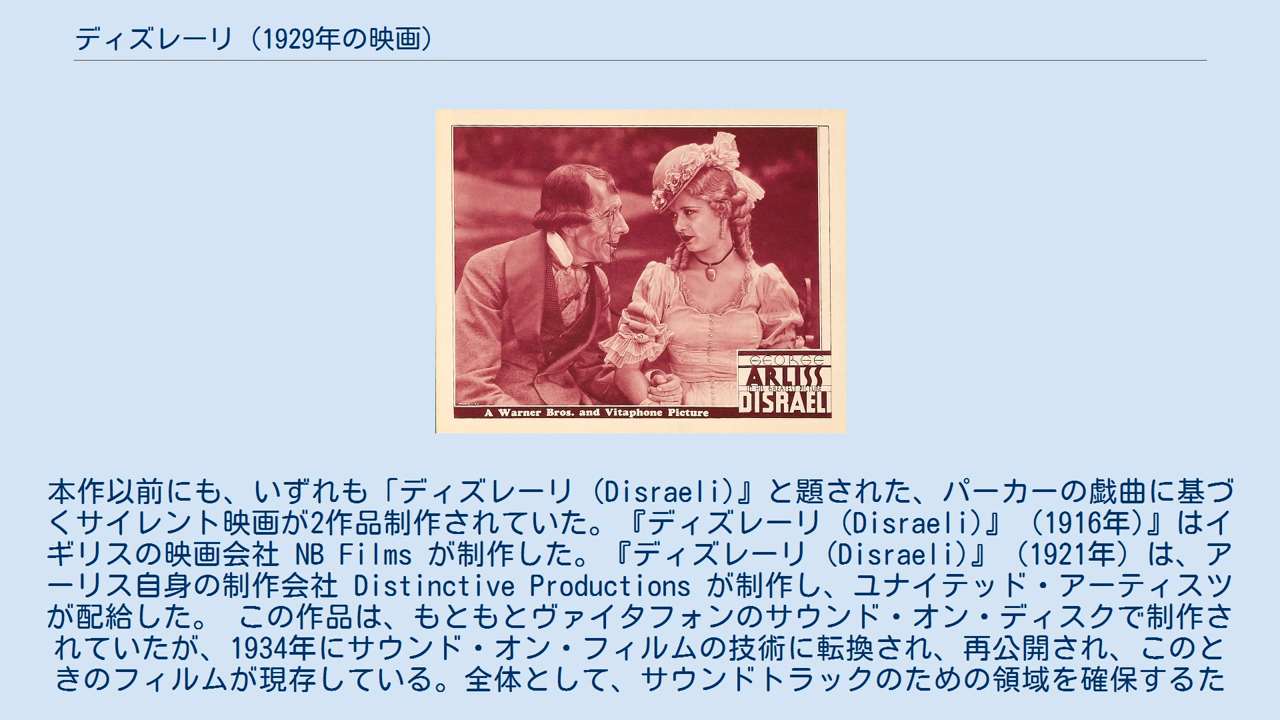 ディズレーリ（1929年の映画）
GEORGE
ARLISS
IN HIS GREATEST PICTURE
DISRAELI
A Warner Bros. and Vitaphone Picture
本作以前にも、いずれも「ディズレーリ（Disraeli)』と題された、パーカーの戯曲に基づ
くサイレント映画が2作品制作されていた。『ディズレーリ（Disraeli)』（1916年)』はイ
ギリスの映画会社 NB Films が制作した。『ディズレーリ（Disraeli)』（1921年）は、ア
ーリス自身の制作会社 Distinctive Productions が制作し、ユナイテッド・アーティスツ
が配給した。 この作品は、もともとヴァイタフォンのサウンド・オン・ディスクで制作さ
れていたが、1934年にサウンド・オン・フィルムの技術に転換され、再公開され、このと
きのフィルムが現存している。全体として、サウンドトラックのための領域を確保するた